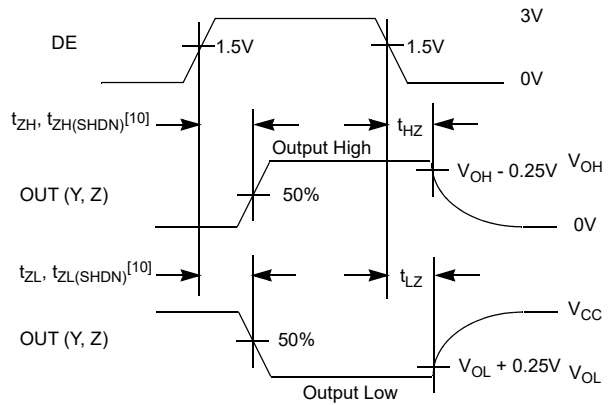 3V
DE
1.5V
1.5V
0V
tZH, tZH(SHDN)[10]
tHZ
Output High
VOH - 0.25V
VOH
OUT (Y, Z)
50%
0V
tZL, tZL(SHDN)[10]
tLZ
VCC
OUT (Y, Z)
50%
VOL + 0.25V
VOL
Output Low